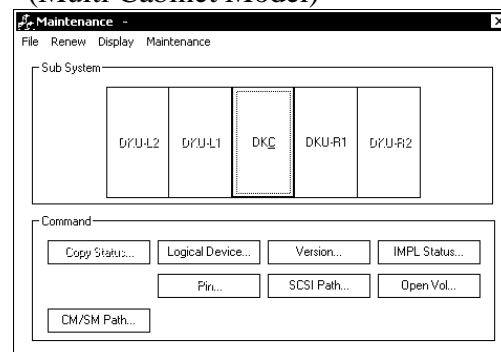 (Multi Cabinet Model)
Maintenance -
File Renew Display Maintenance
Sub System
DKU-L2 DKU-L1 DKC DKU-R1 DKU-R2
Command
Copy Status... Logical Device... Version... IMPL Status...
Pin... SCSI Path... Open Vol...
CM/SM Path...